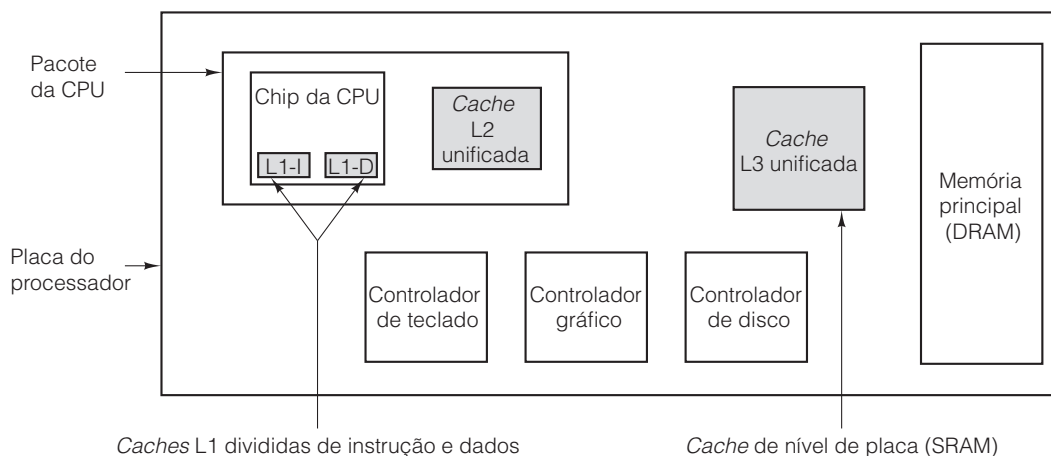 Pacote
da CPU
Chip da CPU
L1-I
L1-D
Cache
L2
unificada
Cache
L3 unificada
Memória
principal
(DRAM)
Placa do
processador
Controlador
de teclado
Controlador
gráfico
Controlador
de disco
Caches L1 divididas de instrução e dados
Cache de nível de placa (SRAM)